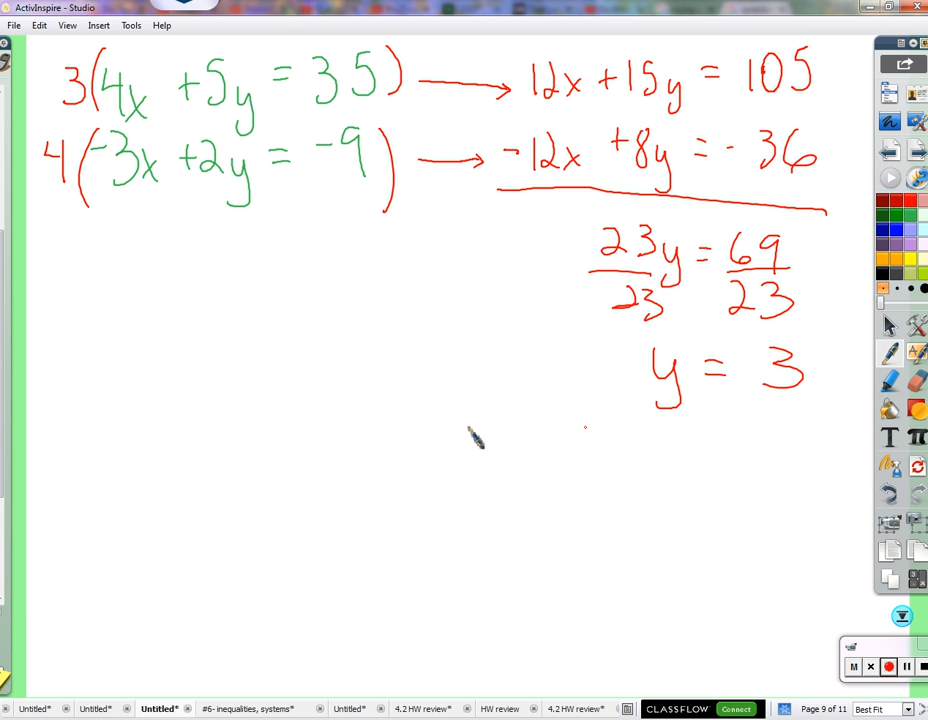 ActivInspire - Studio
File Edit View Insert Tools Help
3(4x +5y = 35) → 12x +15y = 105
4(-3x +2y = -9) → -12x +8y = -36
23y = 69
23 23
y = 3
Untitled* Untitled* Untitled* #6- inequalities, systems* Untitled* 4.2 HW review* HW review 4.2 HW review* CLASSFLOW Connect Page 9 of 11 Best Fit